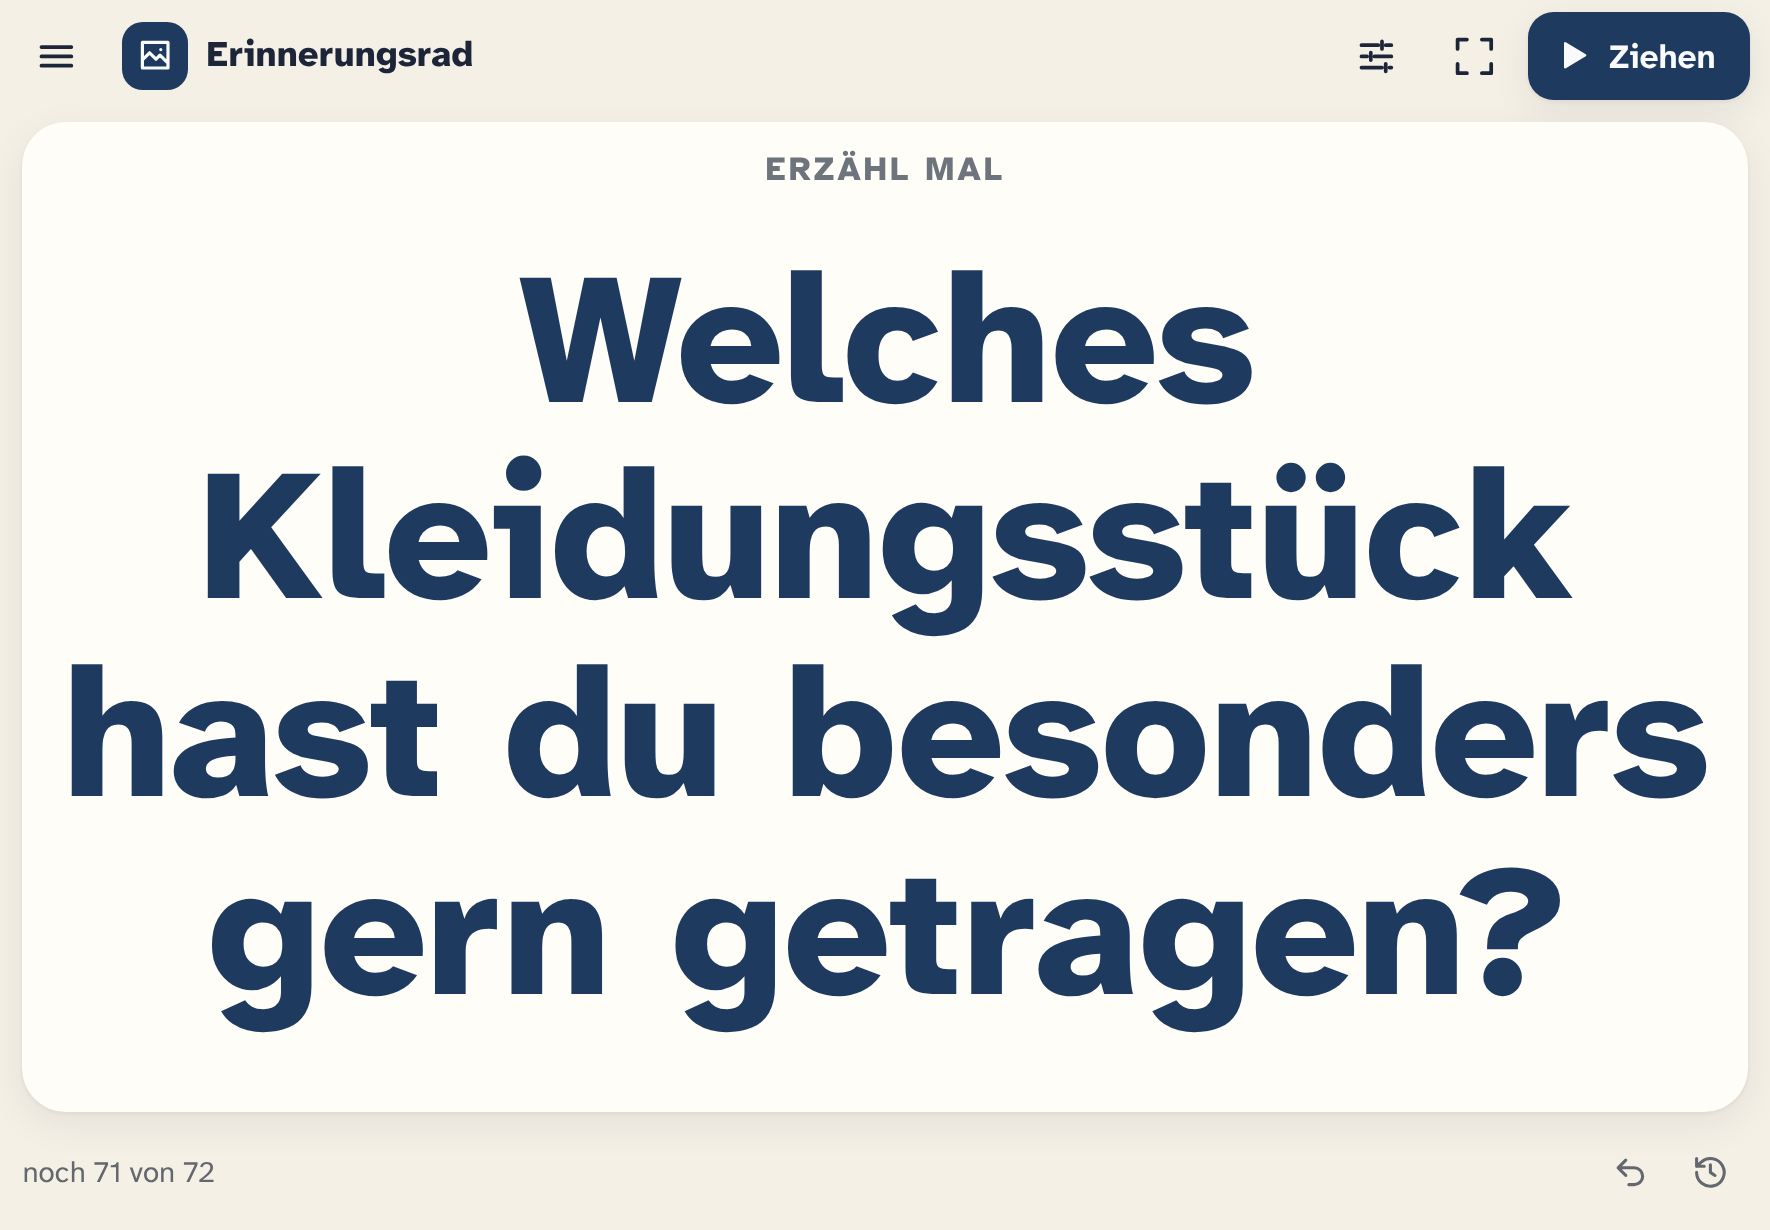 Erinnerungsrad
Ziehen
ERZÄHL MAL
Welches
Kleidungsstück
hast du besonders
gern getragen?
noch 71 von 72